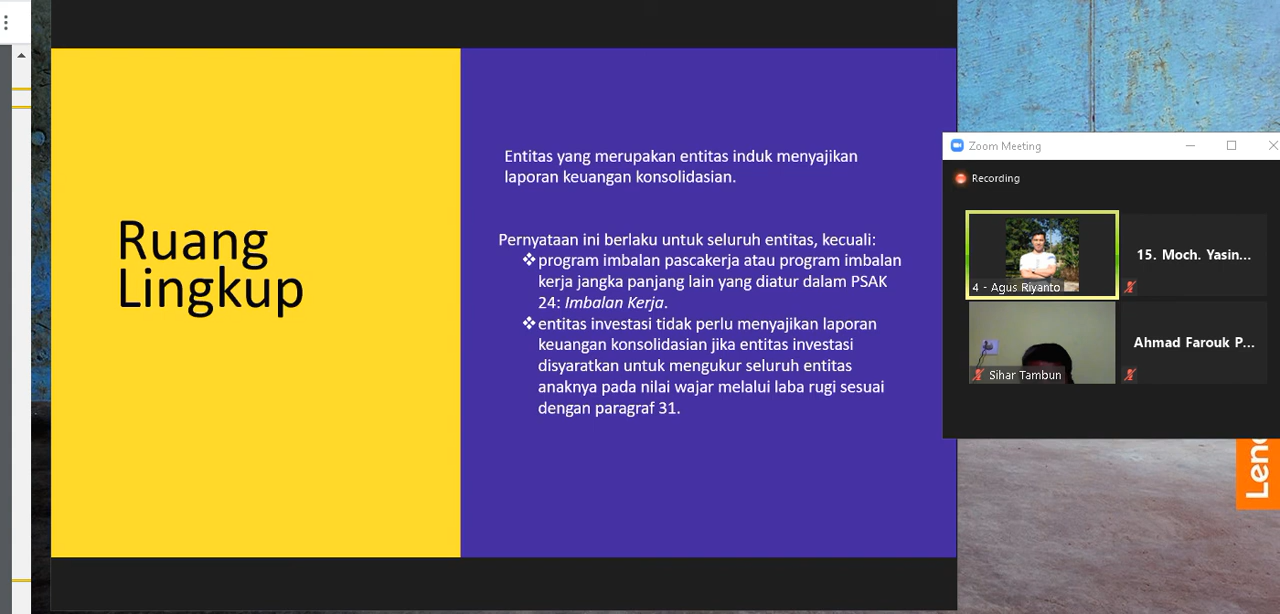 Ruang
Lingkup
Entitas yang merupakan entitas induk menyajikan
laporan keuangan konsolidasian.
Pernyataan ini berlaku untuk seluruh entitas, kecuali:
❖program imbalan pascakerja atau program imbalan
kerja jangka panjang lain yang diatur dalam PSAK
24: Imbalan Kerja.
❖entitas investasi tidak perlu menyajikan laporan
keuangan konsolidasian jika entitas investasi
disyaratkan untuk mengukur seluruh entitas
anaknya pada nilai wajar melalui laba rugi sesuai
dengan paragraf 31.
Zoom Meeting
Recording
4 - Agus Riyanto
15. Moch. Yasin...
Sihar Tambun
Ahmad Farouk P...